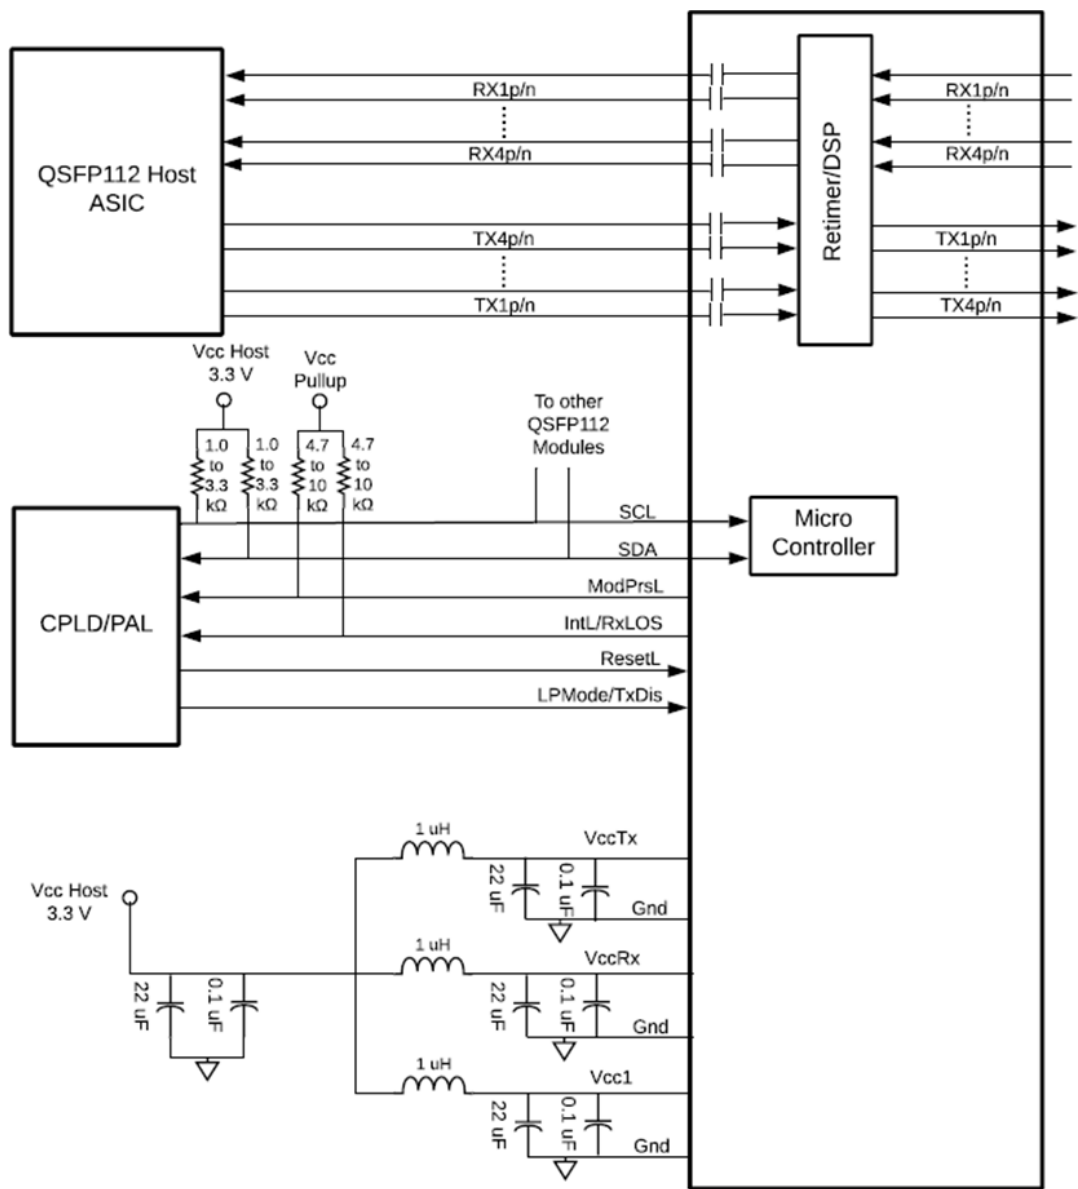 RX1p/n
RX1p/n
QSFP112 Host
ASIC
RX4p/n
RX4p/n
Retimer/DSP
TX4p/n
TX1p/n
TX1p/n
TX4p/n
Vcc Host
3.3 V
Vcc
Pullup
1.0
to
3.3
kΩ
1.0
to
3.3
kΩ
4.7
to
10
kΩ
4.7
to
10
kΩ
To other
QSFP112
Modules
SCL
SDA
Micro
Controller
CPLD/PAL
ModPrsL
IntL/RxLOS
ResetL
LPMode/TxDis
Vcc Host
3.3 V
22 uF
0.1 uF
1 uH
VccTx
22 uF
0.1 uF
Gnd
1 uH
VccRx
22 uF
0.1 uF
Gnd
1 uH
Vcc1
22 uF
0.1 uF
Gnd